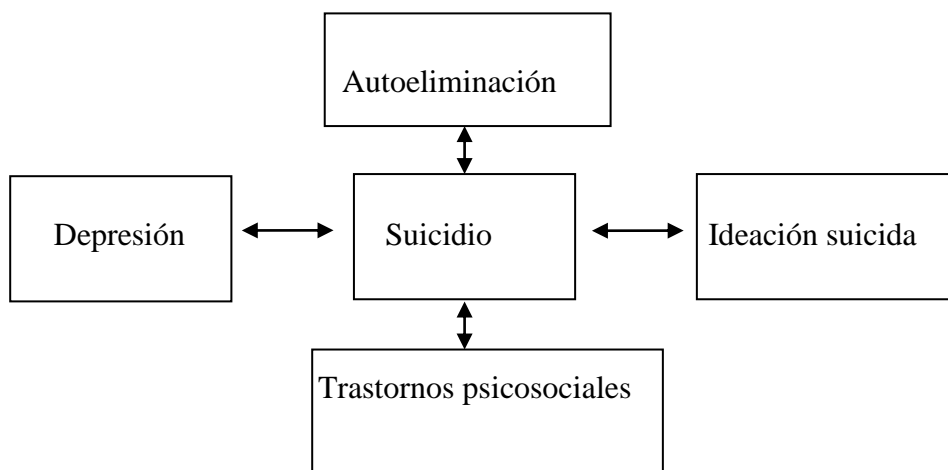 Autoeliminación
Depresión
Suicidio
Ideación suicida
Trastornos psicosociales